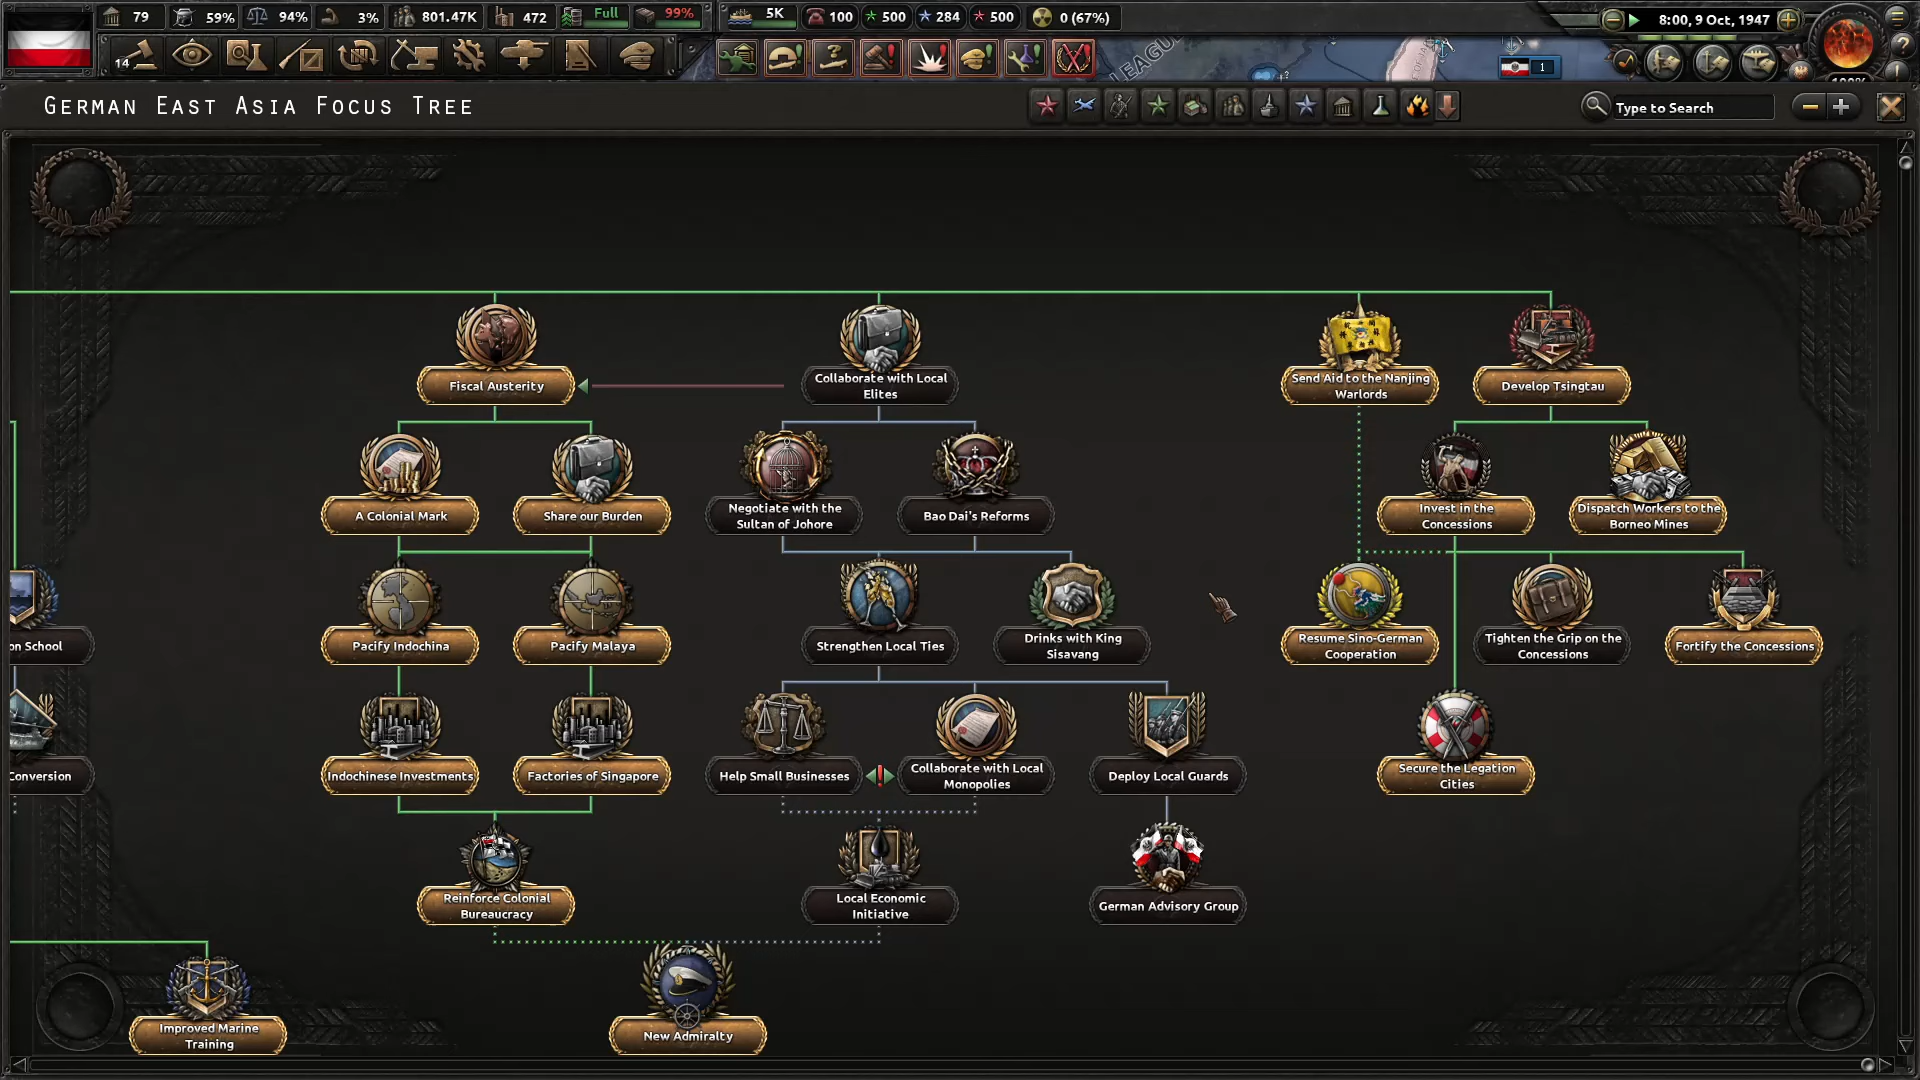 79
59%
94%
3%
801.47K
472
Full
99%
5K
100
500
284
500
0 (67%)
8:00, 9 Oct, 1947
14
LEAGUE
1
100%
GERMAN EAST ASIA FOCUS TREE
Type to Search
Fiscal Austerity
Collaborate with Local
Elites
Send Aid to the Nanjing
Warlords
Develop Tsingtau
A Colonial Mark
Share our Burden
Negotiate with the
Sultan of Johore
Bao Dai's Reforms
Invest in the
Concessions
Dispatch Workers to the
Borneo Mines
on School
Pacify Indochina
Pacify Malaya
Strengthen Local Ties
Drinks with King
Sisavang
Resume Sino-German
Cooperation
Tighten the Grip on the
Concessions
Fortify the Concessions
Conversion
Indochinese Investments
Factories of Singapore
Help Small Businesses
Collaborate with Local
Monopolies
Deploy Local Guards
Secure the Legation
Cities
Reinforce Colonial
Bureaucracy
Local Economic
Initiative
German Advisory Group
Improved Marine
Training
New Admiralty